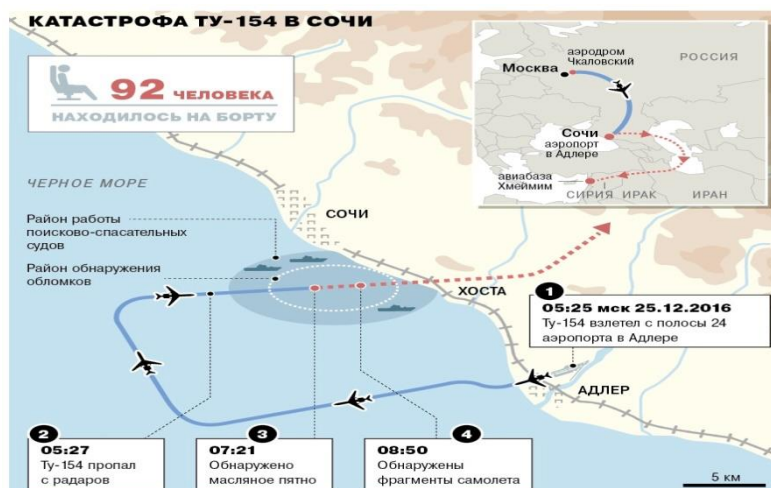 КАТАСТРОФА ТУ-154 В СОЧИ
92 ЧЕЛОВЕКА
НАХОДИЛОСЬ НА БОРТУ
аэродром
Чкаловский
Москва
РОССИЯ
Сочи
аэропорт
в Адлере
авиабаза
Хмеймим
СИРИЯ
ИРАК
ИРАН
ЧЕРНОЕ МОРЕ
Район работы
поисково-спасательных
судов
Район обнаружения
обломков
СОЧИ
ХОСТА
АДЛЕР
1
05:25 мск 25.12.2016
Ту-154 взлетел с полосы 24
аэропорта в Адлере
2
05:27
Ту-154 пропал
с радаров
3
07:21
Обнаружено
масляное пятно
4
08:50
Обнаружены
фрагменты самолета
5 км